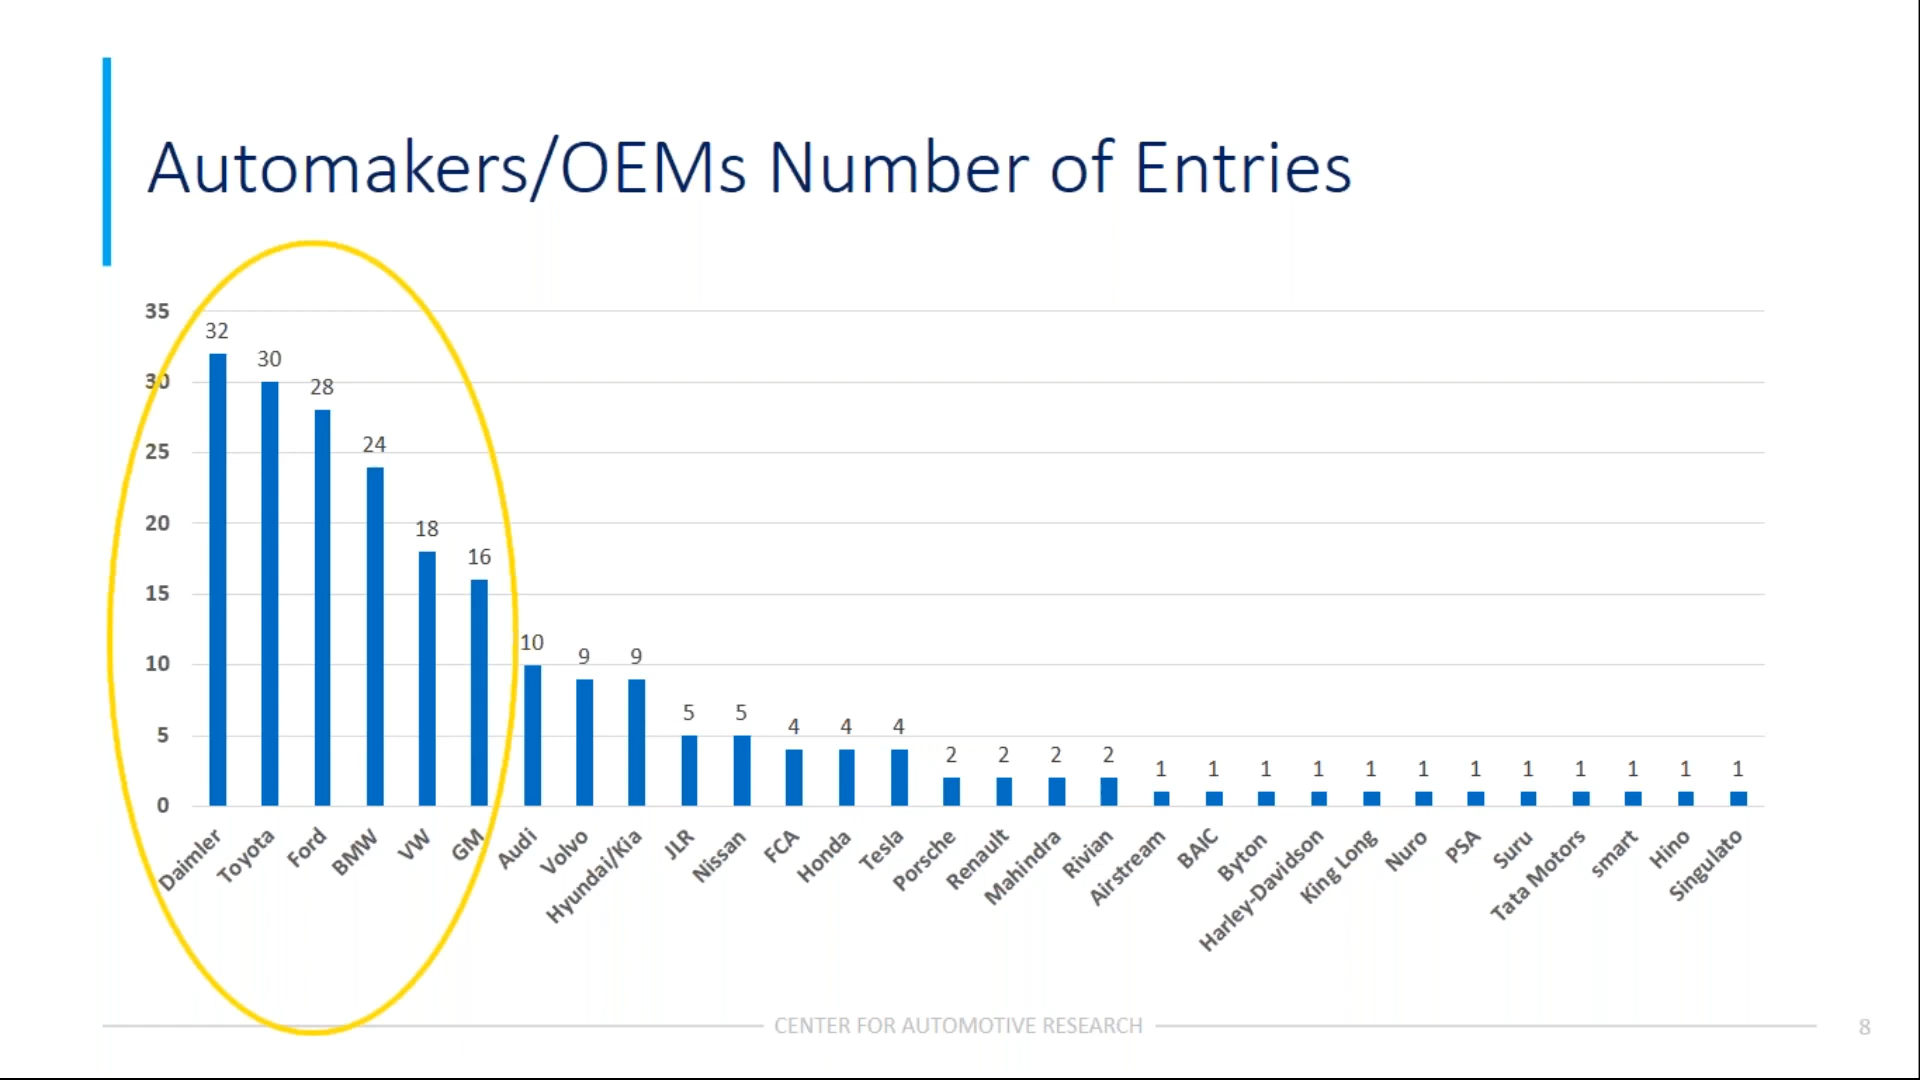 Automakers/OEMs Number of Entries
35
30
25
20
15
10
5
0
32
30
28
24
18
16
10
9
9
5
5
4
4
4
2
2
2
2
1
1
1
1
1
1
1
1
1
1
1
1
Daimler
Toyota
Ford
BMW
VW
GM
Audi
Volvo
Hyundai/Kia
JLR
Nissan
FCA
Honda
Tesla
Porsche
Renault
Mahindra
Rivian
Airstream
BAIC
Byton
Harley-Davidson
King Long
Nuro
PSA
Suru
Tata Motors
smart
Hino
Singulato
CENTER FOR AUTOMOTIVE RESEARCH
8